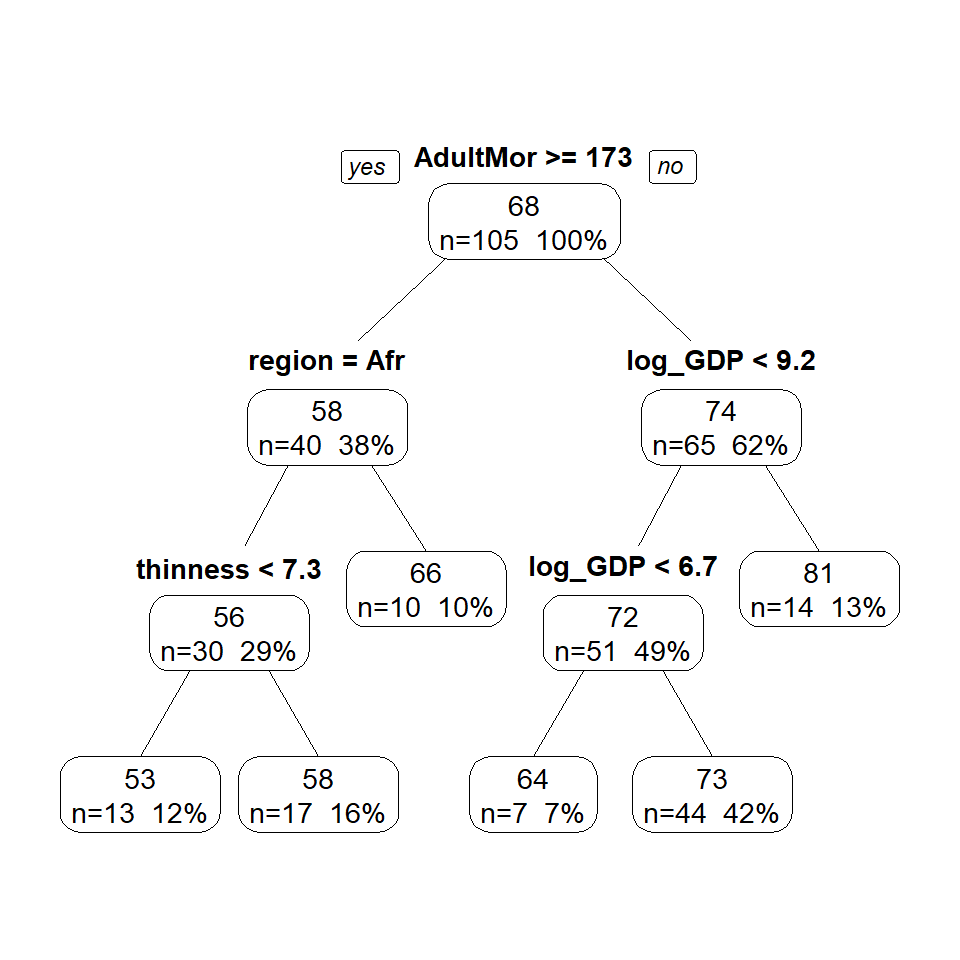 yes AdultMor >= 173 no
68
n=105 100%
region = Afr log_GDP < 9.2
58 74
n=40 38% n=65 62%
thinness < 7.3 66 log_GDP < 6.7 81
n=10 10% n=14 13%
56 72
n=30 29% n=51 49%
53 58 64 73
n=13 12% n=17 16% n=7 7% n=44 42%